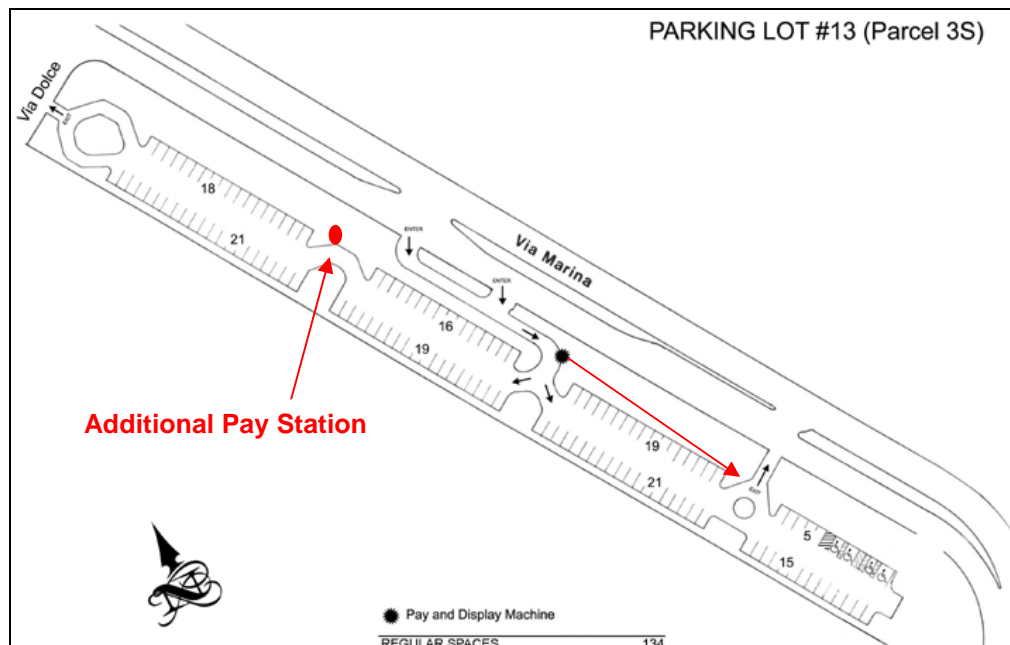 PARKING LOT #13 (Parcel 3S)
Via Dolce
EXIT
18
21
ENTER
Via Marina
ENTER
16
19
Additional Pay Station
19
21
EXIT
5
15
Pay and Display Machine
REGULAR SPACES 134